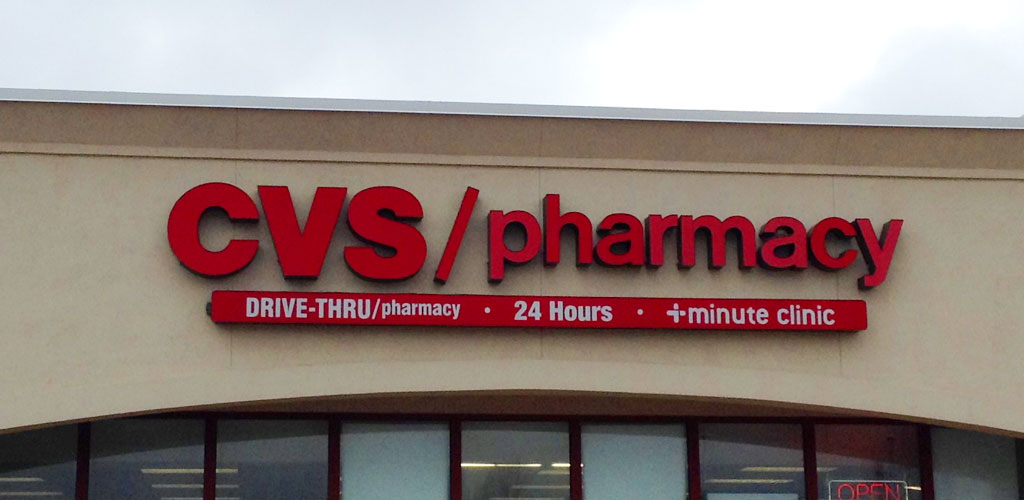 CVS/pharmacy
DRIVE-THRU/pharmacy · 24 Hours · +minute clinic
OPEN